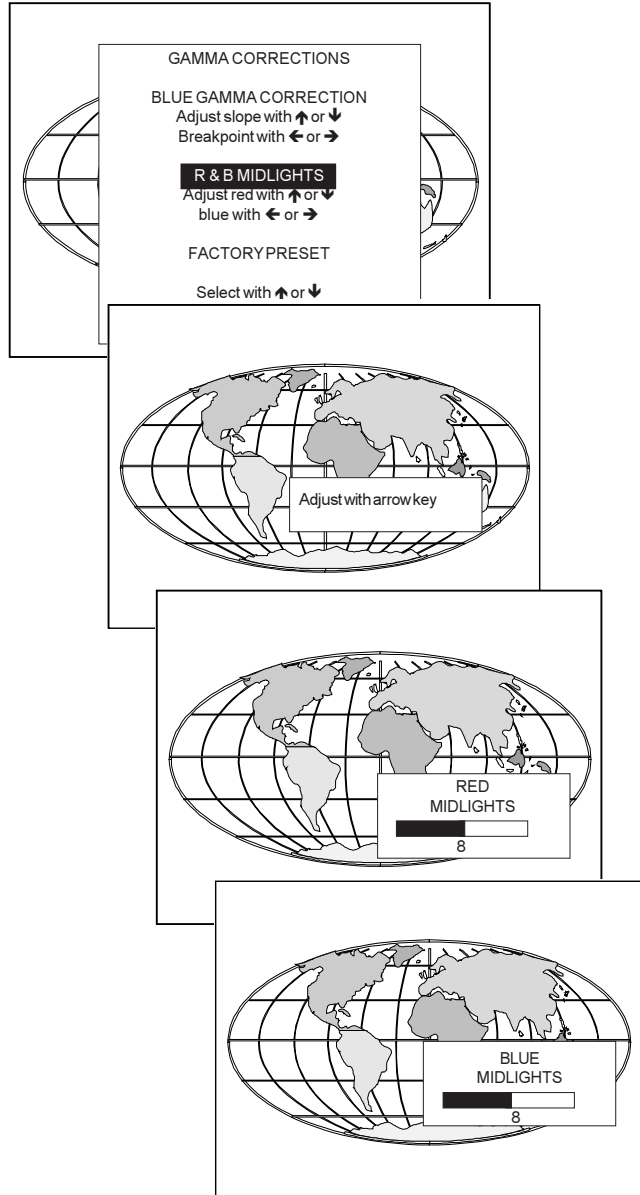 GAMMA CORRECTIONS
BLUE GAMMA CORRECTION
Adjust slope with ↑ or ↓
Breakpoint with ← or →
R & B MIDLIGHTS
Adjust red with ↑ or ↓
blue with ← or →
FACTORY PRESET
Select with ↑ or ↓
Adjust with arrow key
RED
MIDLIGHTS
8
BLUE
MIDLIGHTS
8